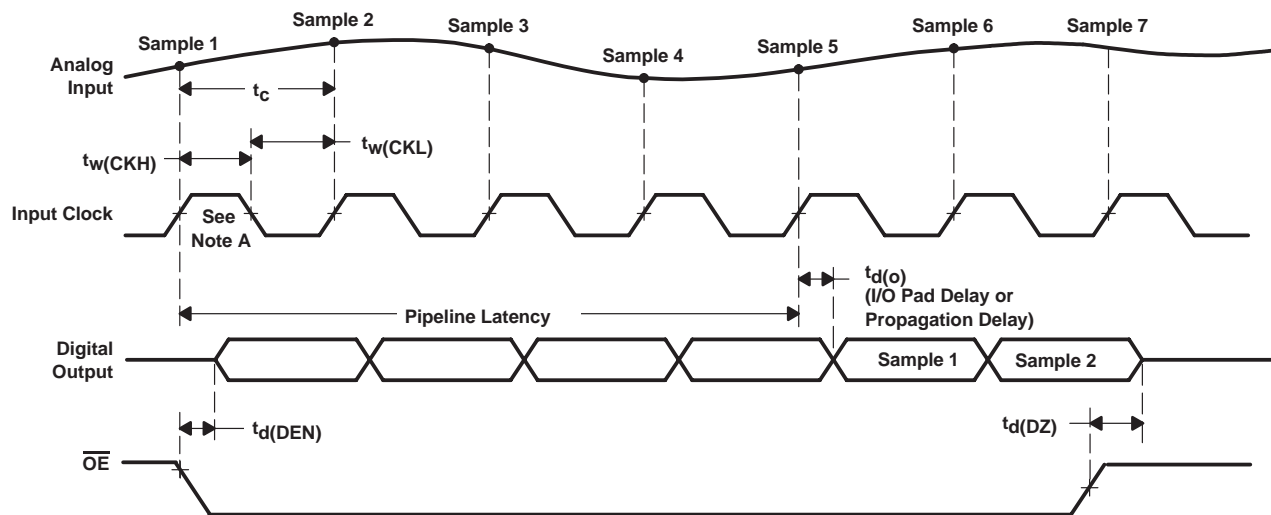 Sample 1
Sample 2
Sample 3
Sample 4
Sample 5
Sample 6
Sample 7
Analog
Input
tc
tw(CKH)
tw(CKL)
Input Clock
See
Note A
td(o)
(I/O Pad Delay or
Propagation Delay)
Pipeline Latency
Digital
Output
Sample 1
Sample 2
td(DEN)
td(DZ)
OE